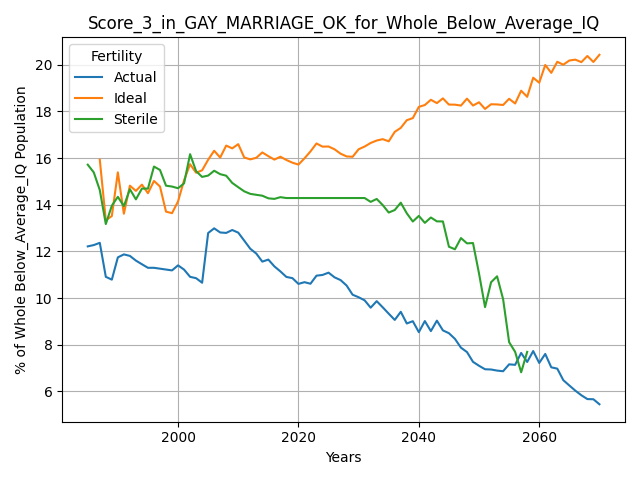 Score_3_in_GAY_MARRIAGE_OK_for_Whole_Below_Average_IQ
Fertility
Actual
Ideal
Sterile
% of Whole Below_Average_IQ Population
20
18
16
14
12
10
8
6
2000 2020 2040 2060
Years